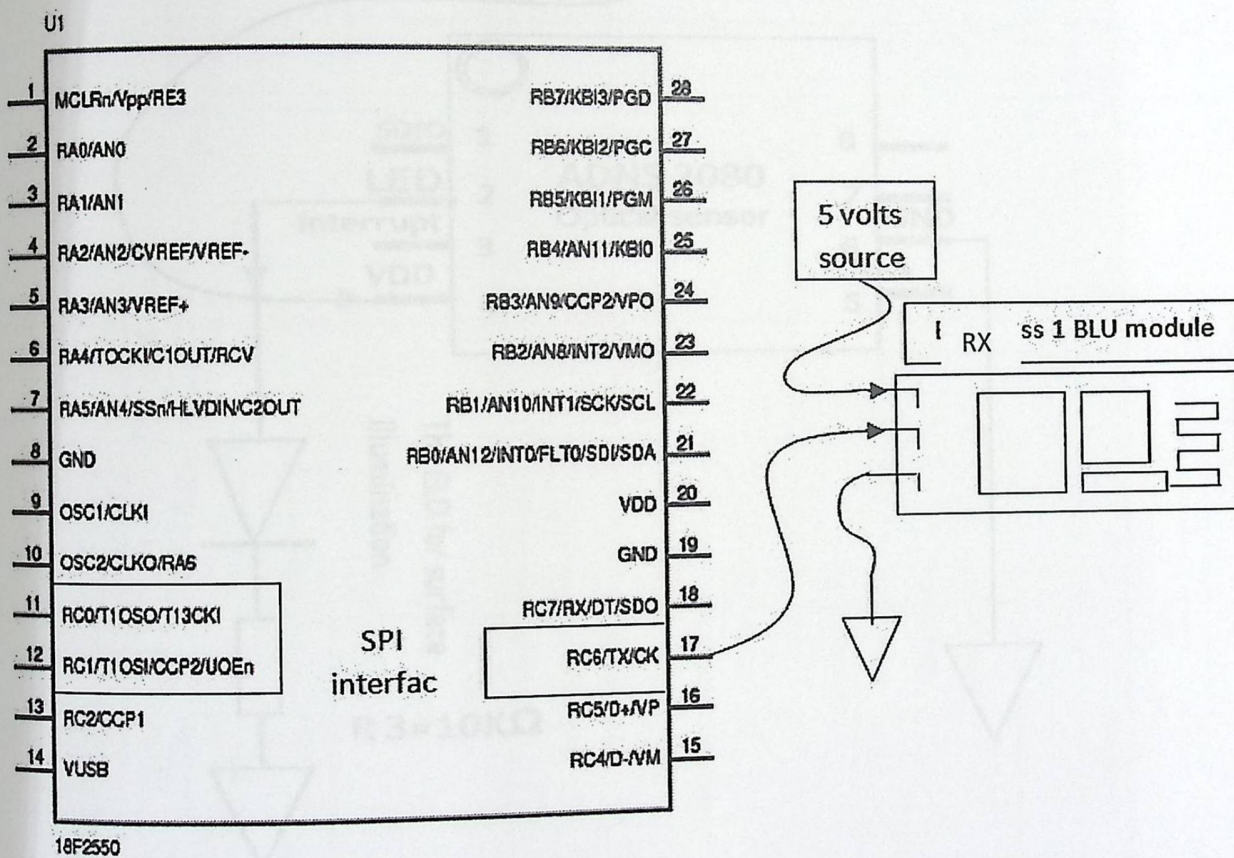 U1
1 MCLRn/Vpp/RE3
2 RA0/AN0
3 RA1/AN1
4 RA2/AN2/CVREF/VREF-
5 RA3/AN3/VREF+
6 RA4/TOCKI/C1OUT/RCV
7 RA5/AN4/SSn/HLVDIN/C2OUT
8 GND
9 OSC1/CLKI
10 OSC2/CLKO/RA6
11 RC0/T1OSO/T13CKI
12 RC1/T1OSI/CCP2/UOEn
13 RC2/CCP1
14 VUSB
SPI
interfac
RB7/KBI3/PGD 28
RB6/KBI2/PGC 27
RB5/KBI1/PGM 26
RB4/AN11/KBI0 25
RB3/AN9/CCP2/VPO 24
RB2/AN8/INT2/VMO 23
RB1/AN10/INT1/SCK/SCL 22
RB0/AN12/INT0/FLT0/SDI/SDA 21
VDD 20
GND 19
RC7/RX/DT/SDO 18
RC6/TX/CK 17
RC5/D+/VP 16
RC4/D-/VM 15
18F2550
5 volts
source
RX ss 1 BLU module
R3=10KΩ